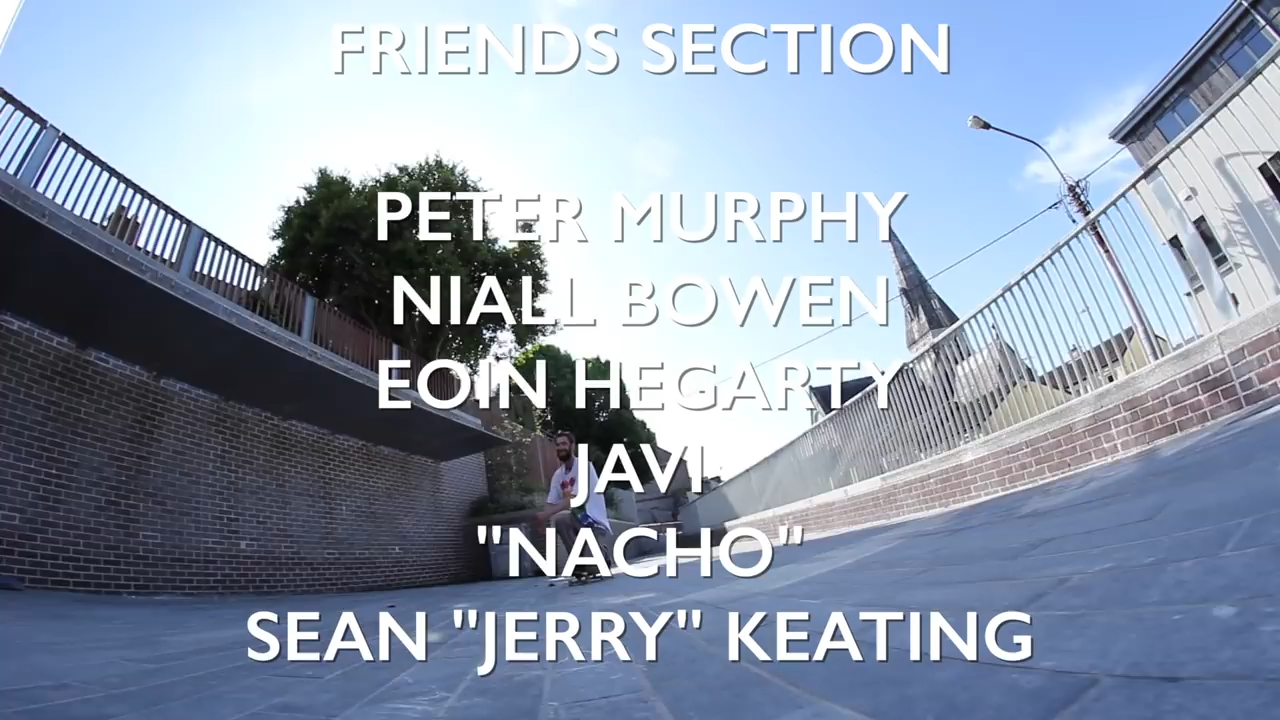 FRIENDS SECTION
PETER MURPHY
NIALL BOWEN
EOIN HEGARTY
JAVI
"NACHO"
SEAN "JERRY" KEATING